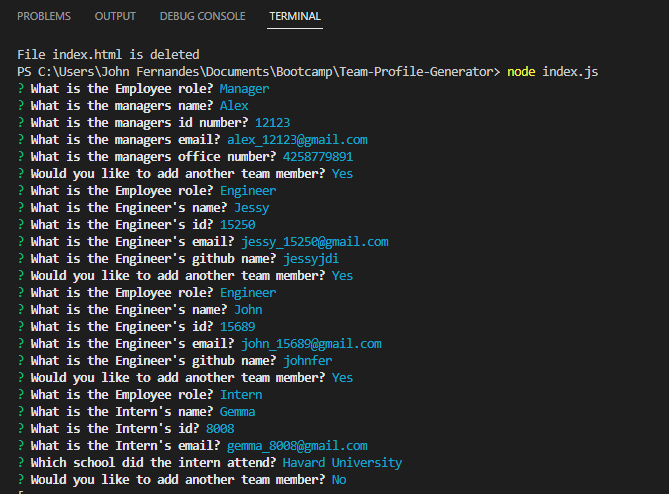 PROBLEMS OUTPUT DEBUG CONSOLE TERMINAL
File index.html is deleted
PS C:\Users\John Fernandes\Documents\Bootcamp\Team-Profile-Generator> node index.js
? What is the Employee role? Manager
? What is the managers name? Alex
? What is the managers id number? 12123
? What is the managers email? alex_12123@gmail.com
? What is the managers office number? 4258779891
? Would you like to add another team member? Yes
? What is the Employee role? Engineer
? What is the Engineer's name? Jessy
? What is the Engineer's id? 15250
? What is the Engineer's email? jessy_15250@gmail.com
? What is the Engineer's github name? jessyjdi
? Would you like to add another team member? Yes
? What is the Employee role? Engineer
? What is the Engineer's name? John
? What is the Engineer's id? 15689
? What is the Engineer's email? john_15689@gmail.com
? What is the Engineer's github name? johnfer
? Would you like to add another team member? Yes
? What is the Employee role? Intern
? What is the Intern's name? Gemma
? What is the Intern's id? 8008
? What is the Intern's email? gemma_8008@gmail.com
? Which school did the intern attend? Havard University
? Would you like to add another team member? No